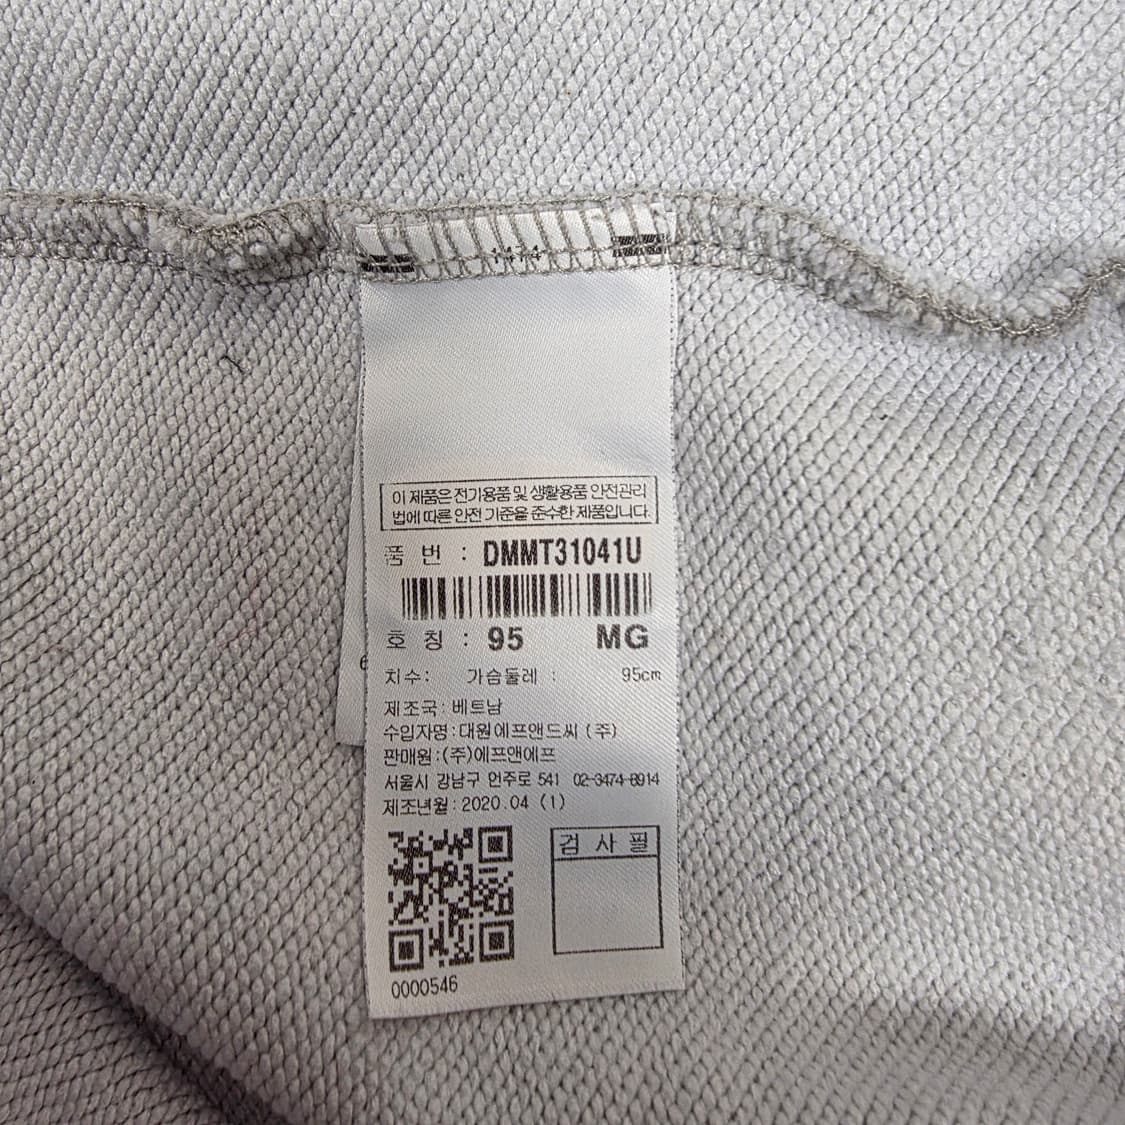 1474
이 제품은 전기용품 및 생활용품 안전관리
법에 따른 안전 기준을 준수한 제품입니다.
품 번 : DMMT31041U
호 칭 : 95 MG
치수: 가슴둘레 : 95cm
제조국: 베트남
수입자명: 대원에프앤드씨 (주)
판매원:(주)에프앤에프
서울시 강남구 언주로 541 02-3474-8914
제조년월: 2020.04 (1)
검 사 필
0000546